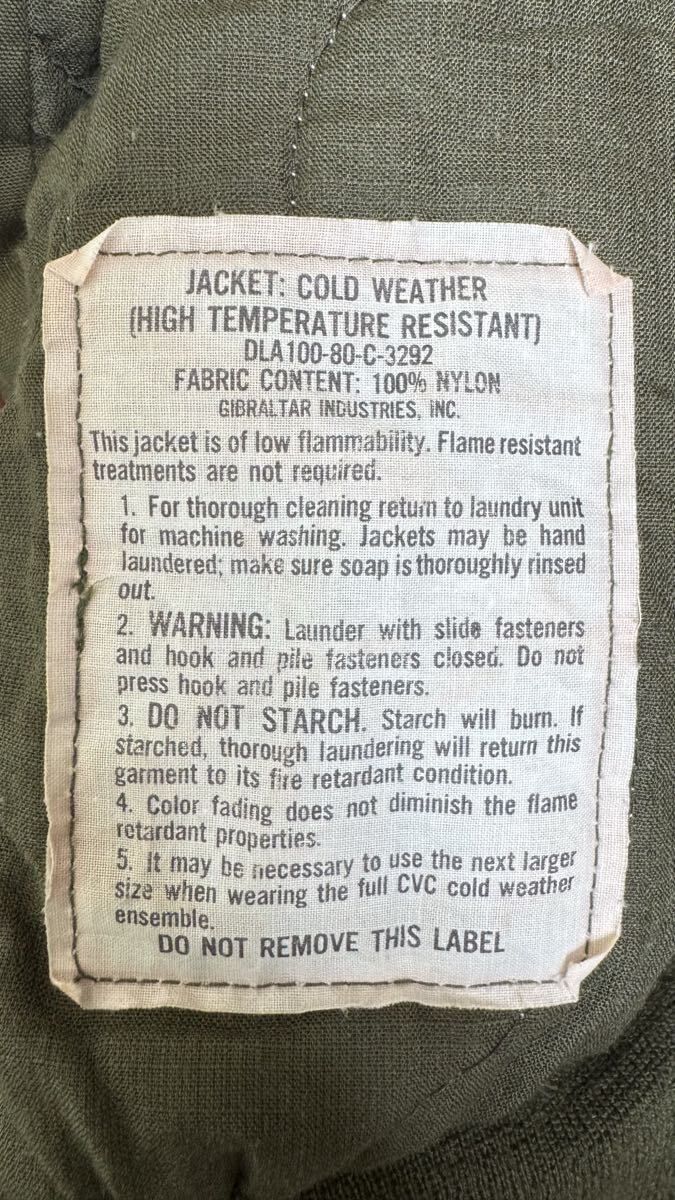 JACKET: COLD WEATHER
(HIGH TEMPERATURE RESISTANT)
DLA100-80-C-3292
FABRIC CONTENT: 100% NYLON
GIBRALTAR INDUSTRIES, INC.
This jacket is of low flammability. Flame resistant
treatments are not required.
1. For thorough cleaning return to laundry unit
for machine washing. Jackets may be hand
laundered; make sure soap is thoroughly rinsed
out.
2. WARNING: Launder with slide fasteners
and hook and pile fasteners closed. Do not
press hook and pile fasteners.
3. DO NOT STARCH. Starch will burn. If
starched, thorough laundering will return this
garment to its fire retardant condition.
4. Color fading does not diminish the flame
retardant properties.
5. It may be necessary to use the next larger
size when wearing the full CVC cold weather
ensemble.
DO NOT REMOVE THIS LABEL